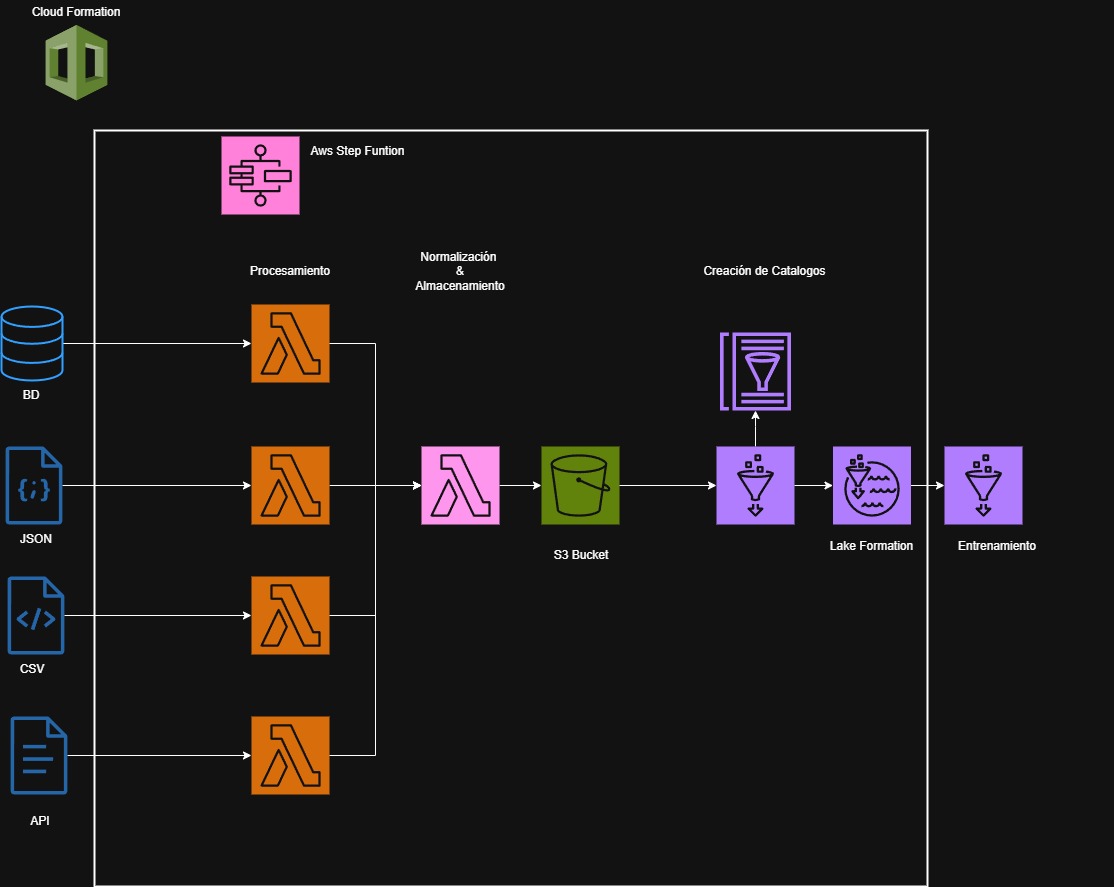 Cloud Formation
Aws Step Funtion
Procesamiento
Normalización
&
Almacenamiento
Creación de Catalogos
BD
JSON
S3 Bucket
Lake Formation
Entrenamiento
CSV
API